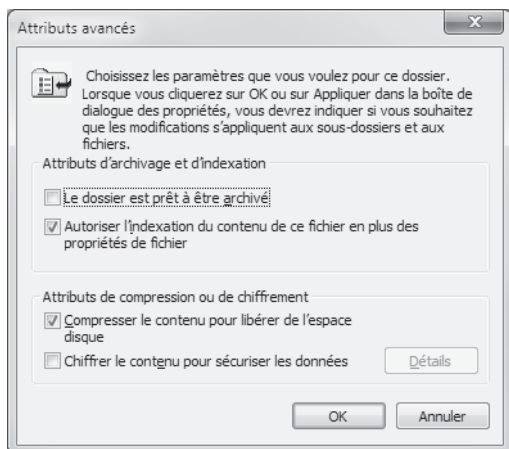 Attributs avancés
Choisissez les paramètres que vous voulez pour ce dossier.
Lorsque vous cliquerez sur OK ou sur Appliquer dans la boîte de
dialogue des propriétés, vous devrez indiquer si vous souhaitez
que les modifications s'appliquent aux sous-dossiers et aux
fichiers.
Attributs d'archivage et d'indexation
Le dossier est prêt à être archivé
Autoriser l'indexation du contenu de ce fichier en plus des
propriétés de fichier
Attributs de compression ou de chiffrement
Compresser le contenu pour libérer de l'espace
disque
Chiffrer le contenu pour sécuriser les données
Détails
OK
Annuler